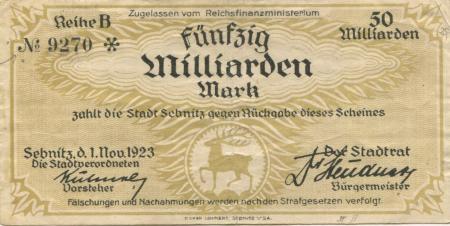 Zugelassen vom Reichsfinanzministerium
Reihe B
50
Milliarden
№ 9270 *
fünfzig
Milliarden
Mark
zahlt die Stadt Sebnitz gegen Rückgabe dieses Scheines
Sebnitz, d. 1. Nov. 1923
Die Stadtverordneten
Vorsteher
Der Stadtrat
Bürgermeister
Fälschungen und Nachahmungen werden nach den Strafgesetzen verfolgt.